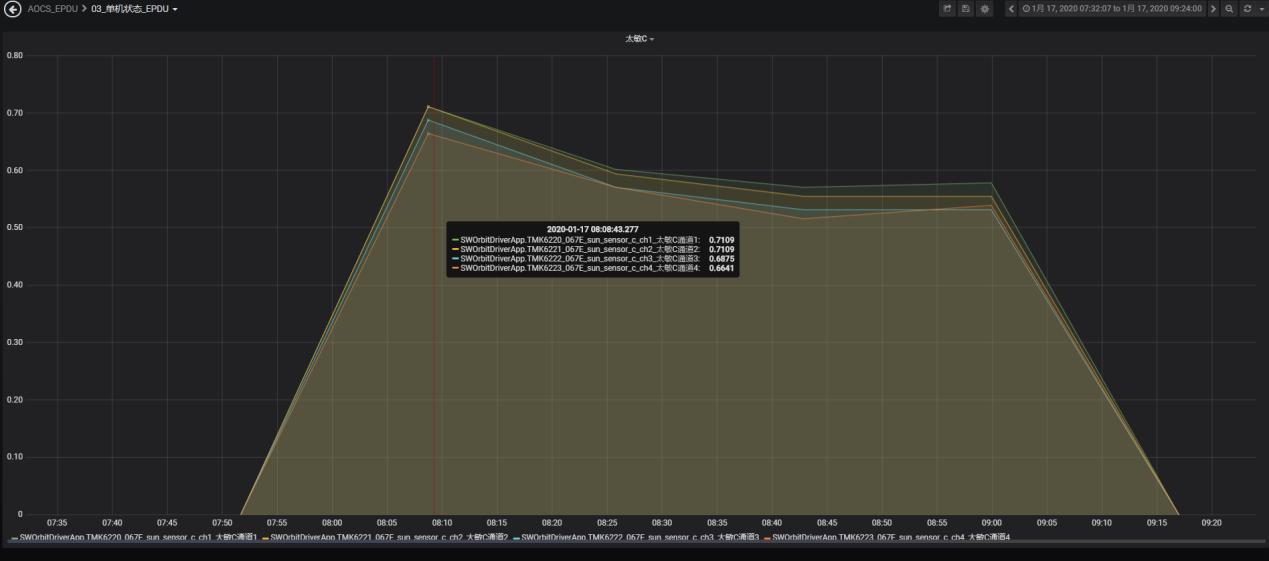 AOCS_EPDU > 03_单机状态_EPDU
1月 17, 2020 07:32:07 to 1月 17, 2020 09:24:00
太敏C
0.80
0.70
0.60
0.50
0.40
0.30
0.20
0.10
0
2020-01-17 08:08:43.277
SWOrbitDriverApp.TMK6220_067E_sun_sensor_c_ch1_太敏C通道1: 0.7109
SWOrbitDriverApp.TMK6221_067E_sun_sensor_c_ch2_太敏C通道2: 0.7109
SWOrbitDriverApp.TMK6222_067E_sun_sensor_c_ch3_太敏C通道3: 0.6875
SWOrbitDriverApp.TMK6223_067E_sun_sensor_c_ch4_太敏C通道4: 0.6641
07:35 07:40 07:45 07:50 07:55 08:00 08:05 08:10 08:15 08:20 08:25 08:30 08:35 08:40 08:45 08:50 08:55 09:00 09:05 09:10 09:15 09:20
SWOrbitDriverApp.TMK6220_067E_sun_sensor_c_ch1_太敏C通道1 SWOrbitDriverApp.TMK6221_067E_sun_sensor_c_ch2_太敏C通道2 SWOrbitDriverApp.TMK6222_067E_sun_sensor_c_ch3_太敏C通道3 SWOrbitDriverApp.TMK6223_067E_sun_sensor_c_ch4_太敏C通道4